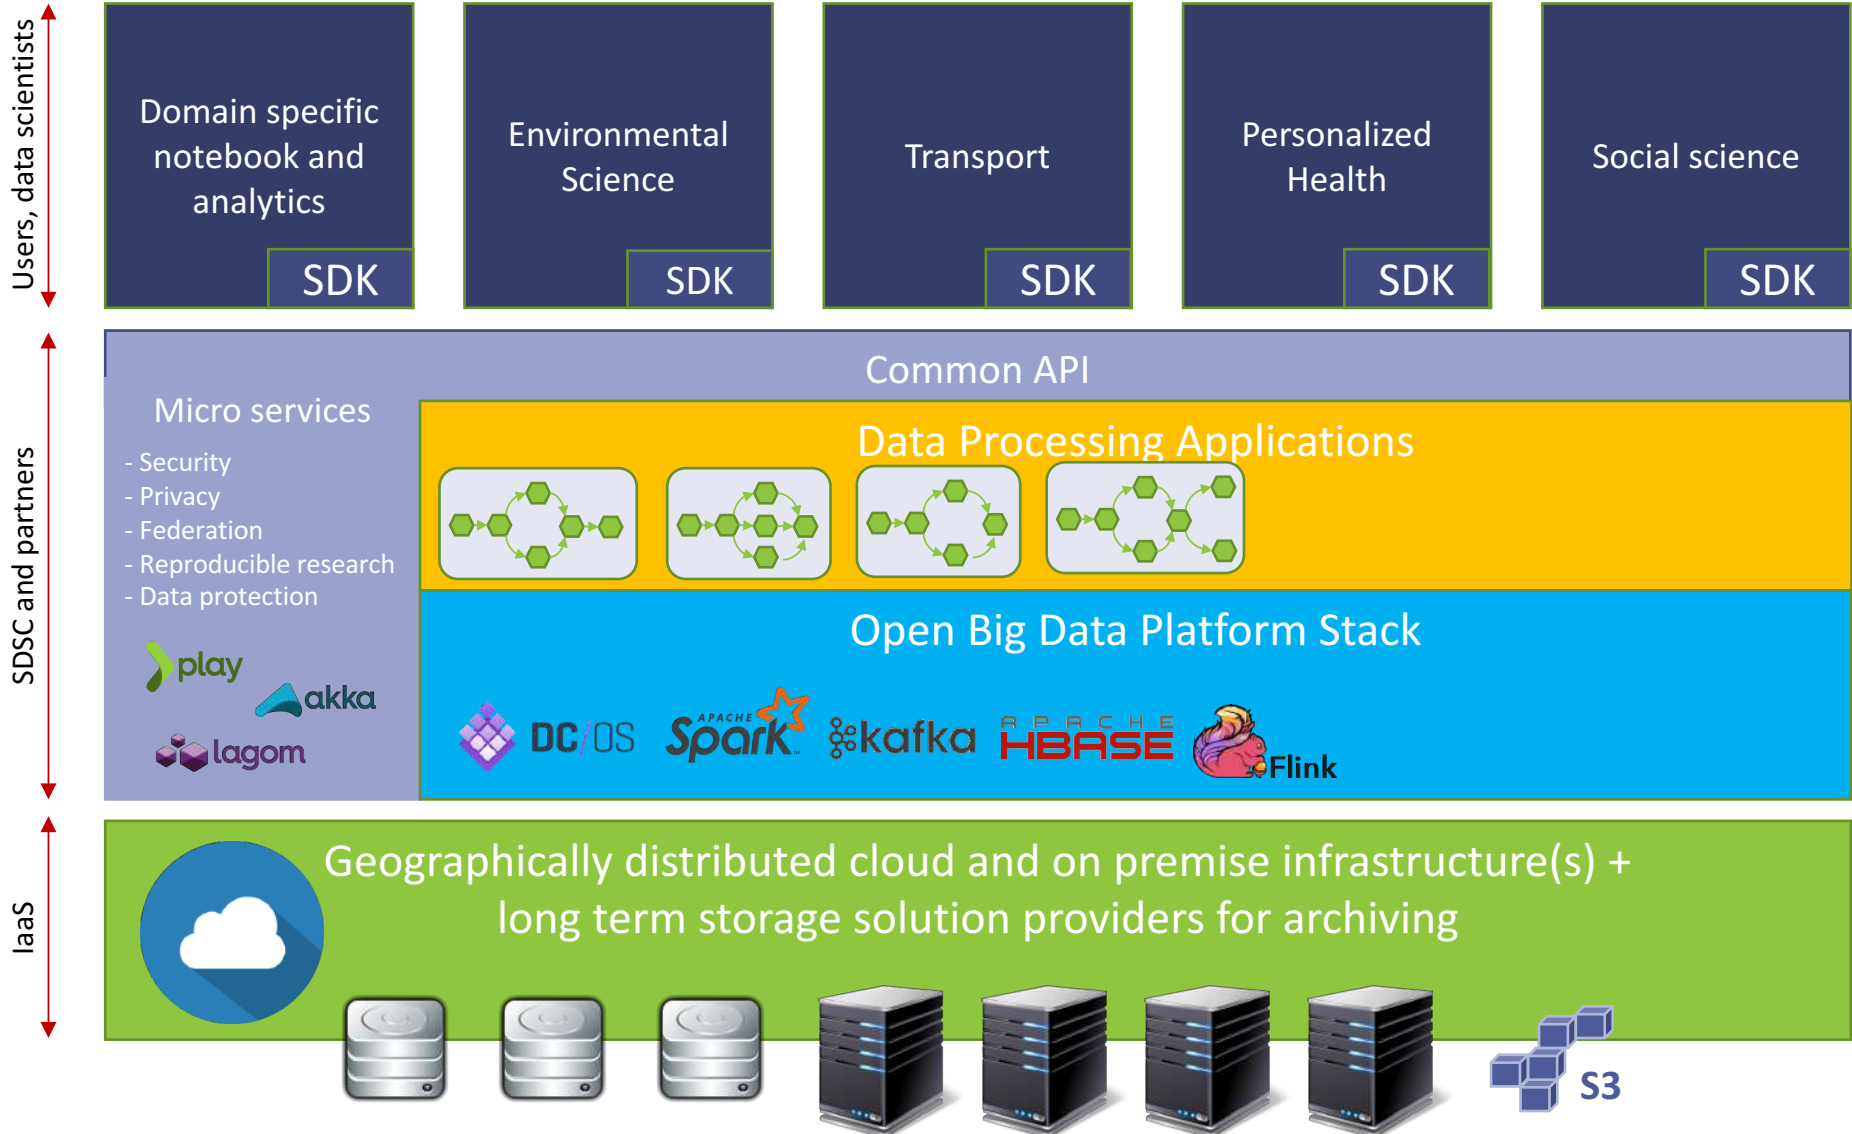 Users, data scientists
Domain specific
notebook and
analytics
SDK
Environmental
Science
SDK
Transport
SDK
Personalized
Health
SDK
Social science
SDK
SDSC and partners
Common API
Micro services
- Security
- Privacy
- Federation
- Reproducible research
- Data protection
play
akka
lagom
Data Processing Applications
Open Big Data Platform Stack
DC/OS
APACHE
Spark™
kafka
APACHE
HBASE
Flink
IaaS
Geographically distributed cloud and on premise infrastructure(s) +
long term storage solution providers for archiving
S3